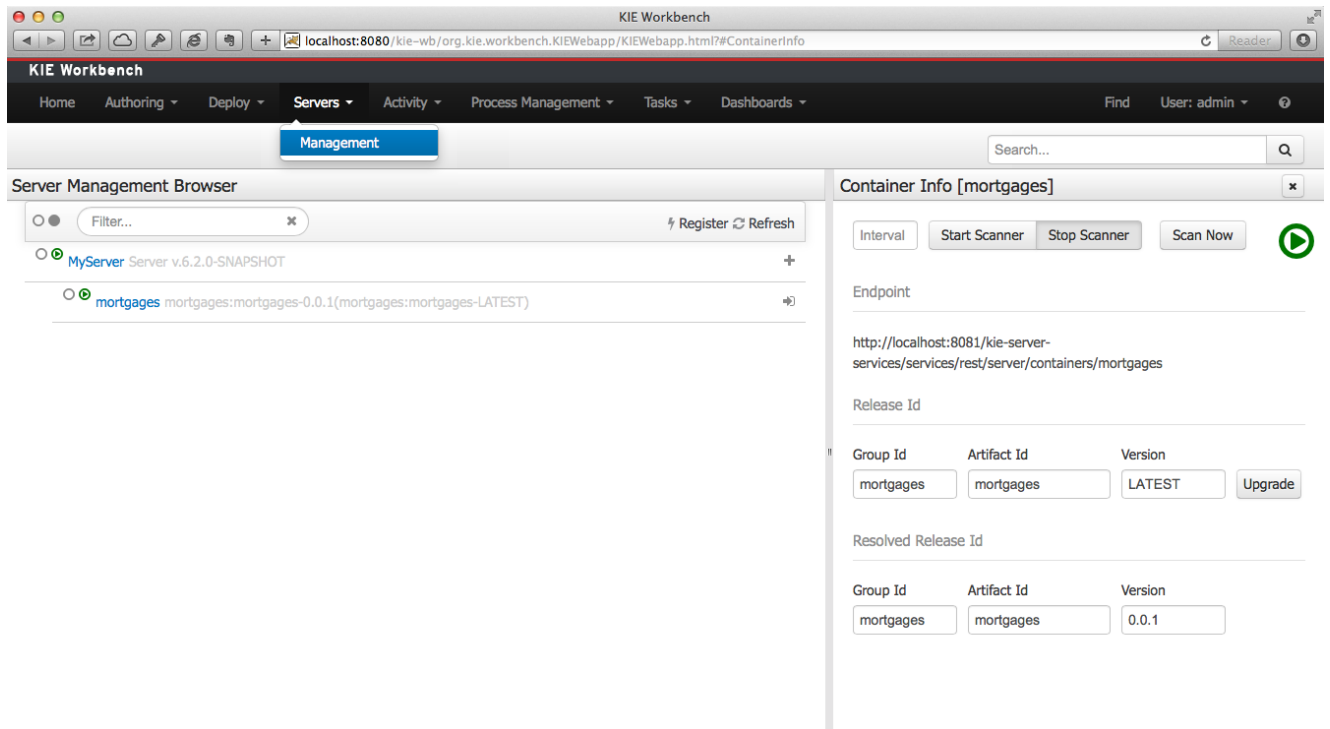 KIE Workbench
localhost:8080/kie-wb/org.kie.workbench.KIEWebapp/KIEWebapp.html?#ContainerInfo
Reader
KIE Workbench
Home Authoring Deploy Servers Activity Process Management Tasks Dashboards Find User: admin
Management
Search...
Server Management Browser
Filter...
Register Refresh
MyServer Server v.6.2.0-SNAPSHOT
mortgages mortgages:mortgages-0.0.1(mortgages:mortgages-LATEST)
Container Info [mortgages]
Interval Start Scanner Stop Scanner Scan Now
Endpoint
http://localhost:8081/kie-server-
services/services/rest/server/containers/mortgages
Release Id
Group Id Artifact Id Version
mortgages mortgages LATEST Upgrade
Resolved Release Id
Group Id Artifact Id Version
mortgages mortgages 0.0.1